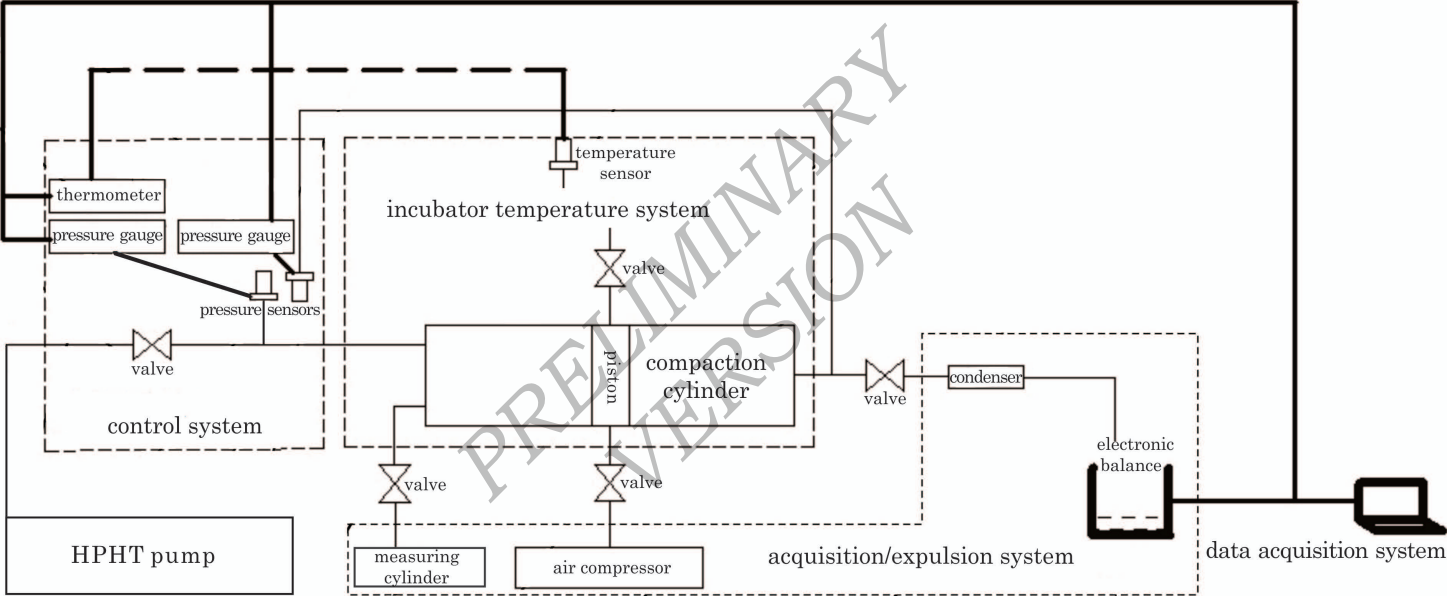 temperature
sensor
thermometer
incubator temperature system
pressure gauge
pressure gauge
valve
pressure sensors
valve
piston
compaction
cylinder
condenser
valve
control system
electronic
balance
valve
valve
HPHT pump
measuring
cylinder
air compressor
acquisition/expulsion system
data acquisition system
PRELIMINARY
VERSION